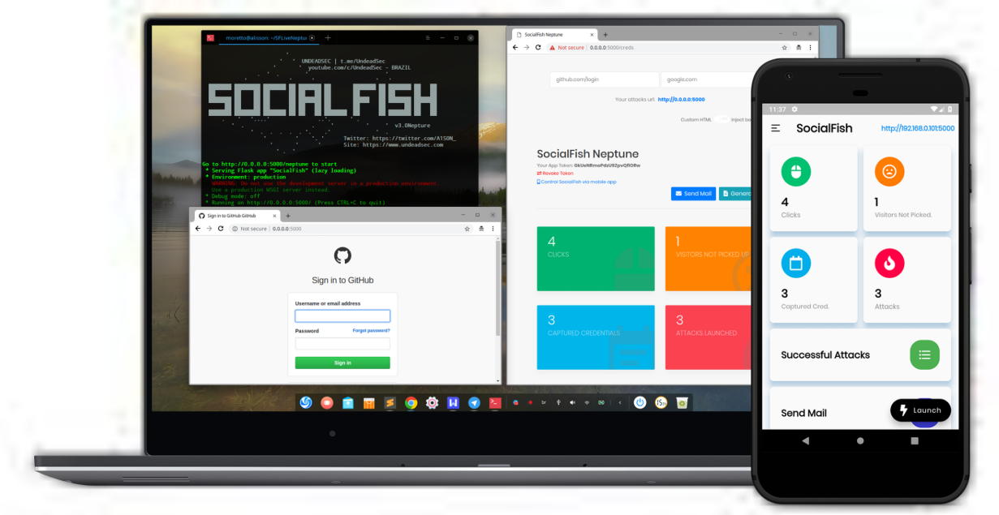 moretto@alisson: ~/SFLiveNeptur
UNDEADSEC | t.me/UndeadSec
youtube.com/c/UndeadSec - BRAZIL
SOCIAL FISH
v3.0Nepture
Twitter: https://twitter.com/A1S0N_
Site: https://www.undeadsec.com
Go to http://0.0.0.0:5000/neptune to start
* Serving Flask app "SocialFish" (lazy loading)
* Environment: production
WARNING: Do not use the development server in a production environment.
Use a production WSGI server instead.
* Debug mode: off
* Running on http://0.0.0.0:5000/ (Press CTRL+C to quit)
Sign in to GitHub·GitHub
Not secure | 0.0.0.0:5000
Sign in to GitHub
Username or email address
Password Forgot password?
Sign in
SocialFish Neptune
Not secure | 0.0.0.0:5000/creds
github.com/login google.com
Your attacks url: http://0.0.0.0:5000
Custom HTML Inject be
SocialFish Neptune
Your App Token:
Revoke Token
Control SocialFish via mobile app
Send Mail Genera
4
CLICKS
1
VISITORS NOT PICKED UP
3
CAPTURED CREDENTIALS
3
ATTACKS LAUNCHED
br
11:37
SocialFish http://192.168.0.101:5000
4
Clicks
1
Visitors Not Picked.
3
Captured Cred.
3
Attacks
Successful Attacks
Send Mail
Launch